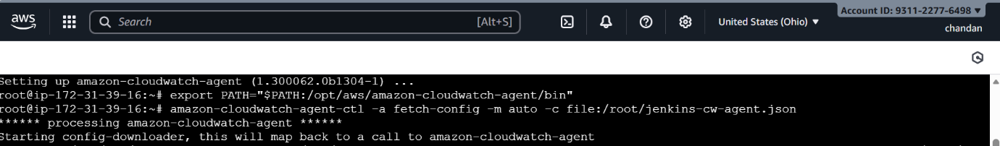 aws
Search
[Alt+S]
United States (Ohio) ▼
Account ID: 9311-2277-6498 ▼
chandan
Setting up amazon-cloudwatch-agent (1.300062.0b1304-1) ...
root@ip-172-31-39-16:~# export PATH="$PATH:/opt/aws/amazon-cloudwatch-agent/bin"
root@ip-172-31-39-16:~# amazon-cloudwatch-agent-ctl -a fetch-config -m auto -c file:/root/jenkins-cw-agent.json
****** processing amazon-cloudwatch-agent ******
Starting config-downloader, this will map back to a call to amazon-cloudwatch-agent